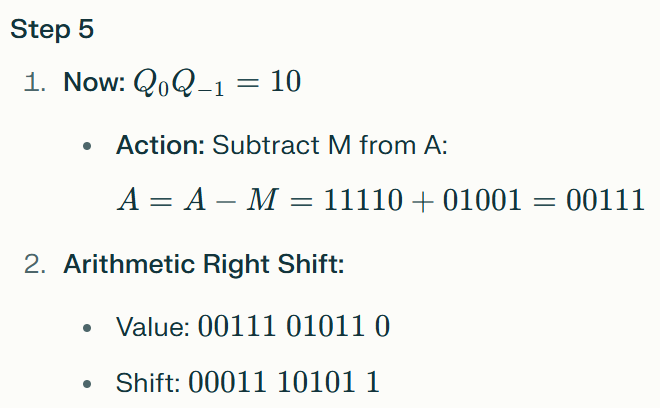 Step 5
1. Now: Q₀Q₋₁ = 10
• Action: Subtract M from A:
A = A − M = 11110 + 01001 = 00111
2. Arithmetic Right Shift:
• Value: 00111 01011 0
• Shift: 00011 10101 1